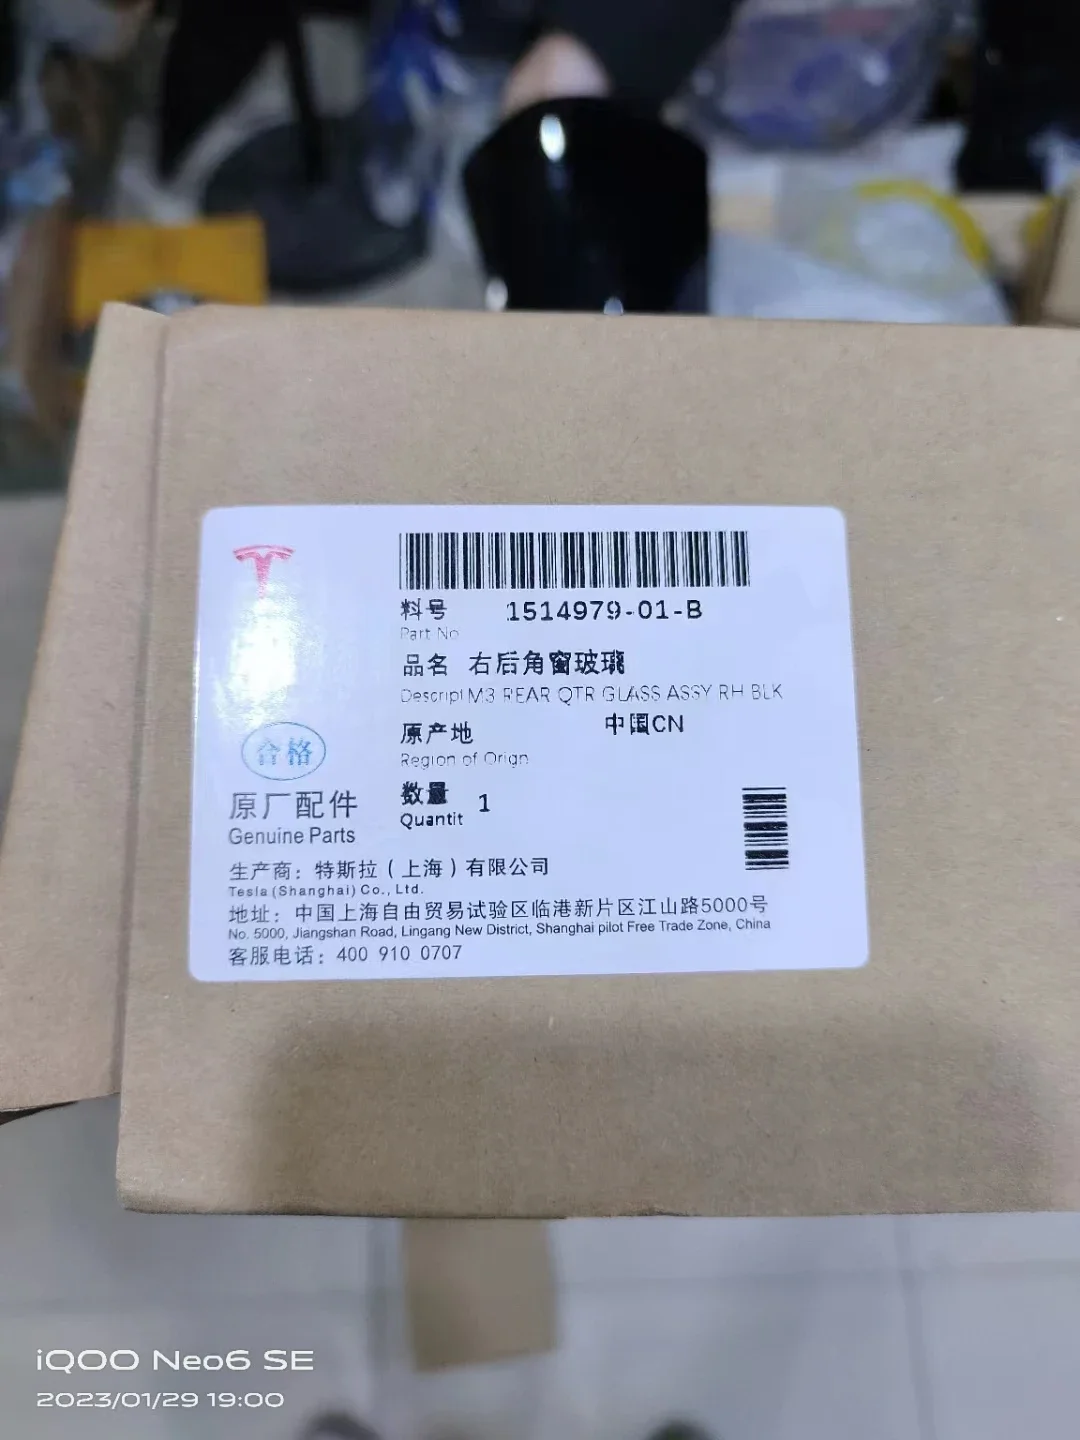 料号 1514979-01-B
Part No
品名 右后角窗玻璃
Descript M3 REAR QTR GLASS ASSY RH BLK
原产地 中国CN
Region of Orign
数量 1
Quantit
合格
原厂配件
Genuine Parts
生产商：特斯拉（上海）有限公司
Tesla (Shanghai) Co., Ltd.
地址：中国上海自由贸易试验区临港新片区江山路5000号
No. 5000, Jiangshan Road, Lingang New District, Shanghai pilot Free Trade Zone, China
客服电话：400 910 0707
iQOO Neo6 SE
2023/01/29 19:00